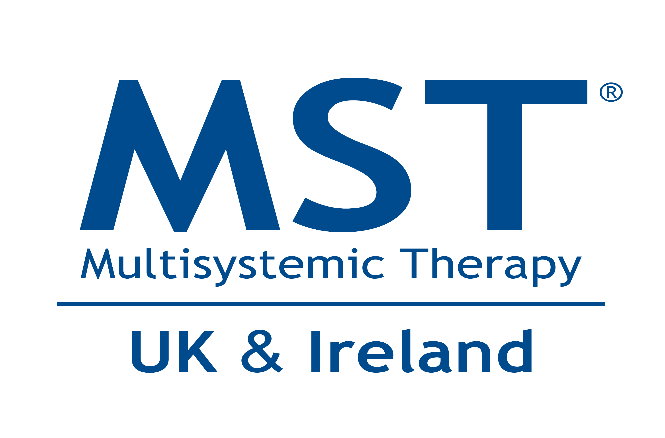 MST®
Multisystemic Therapy
UK & Ireland